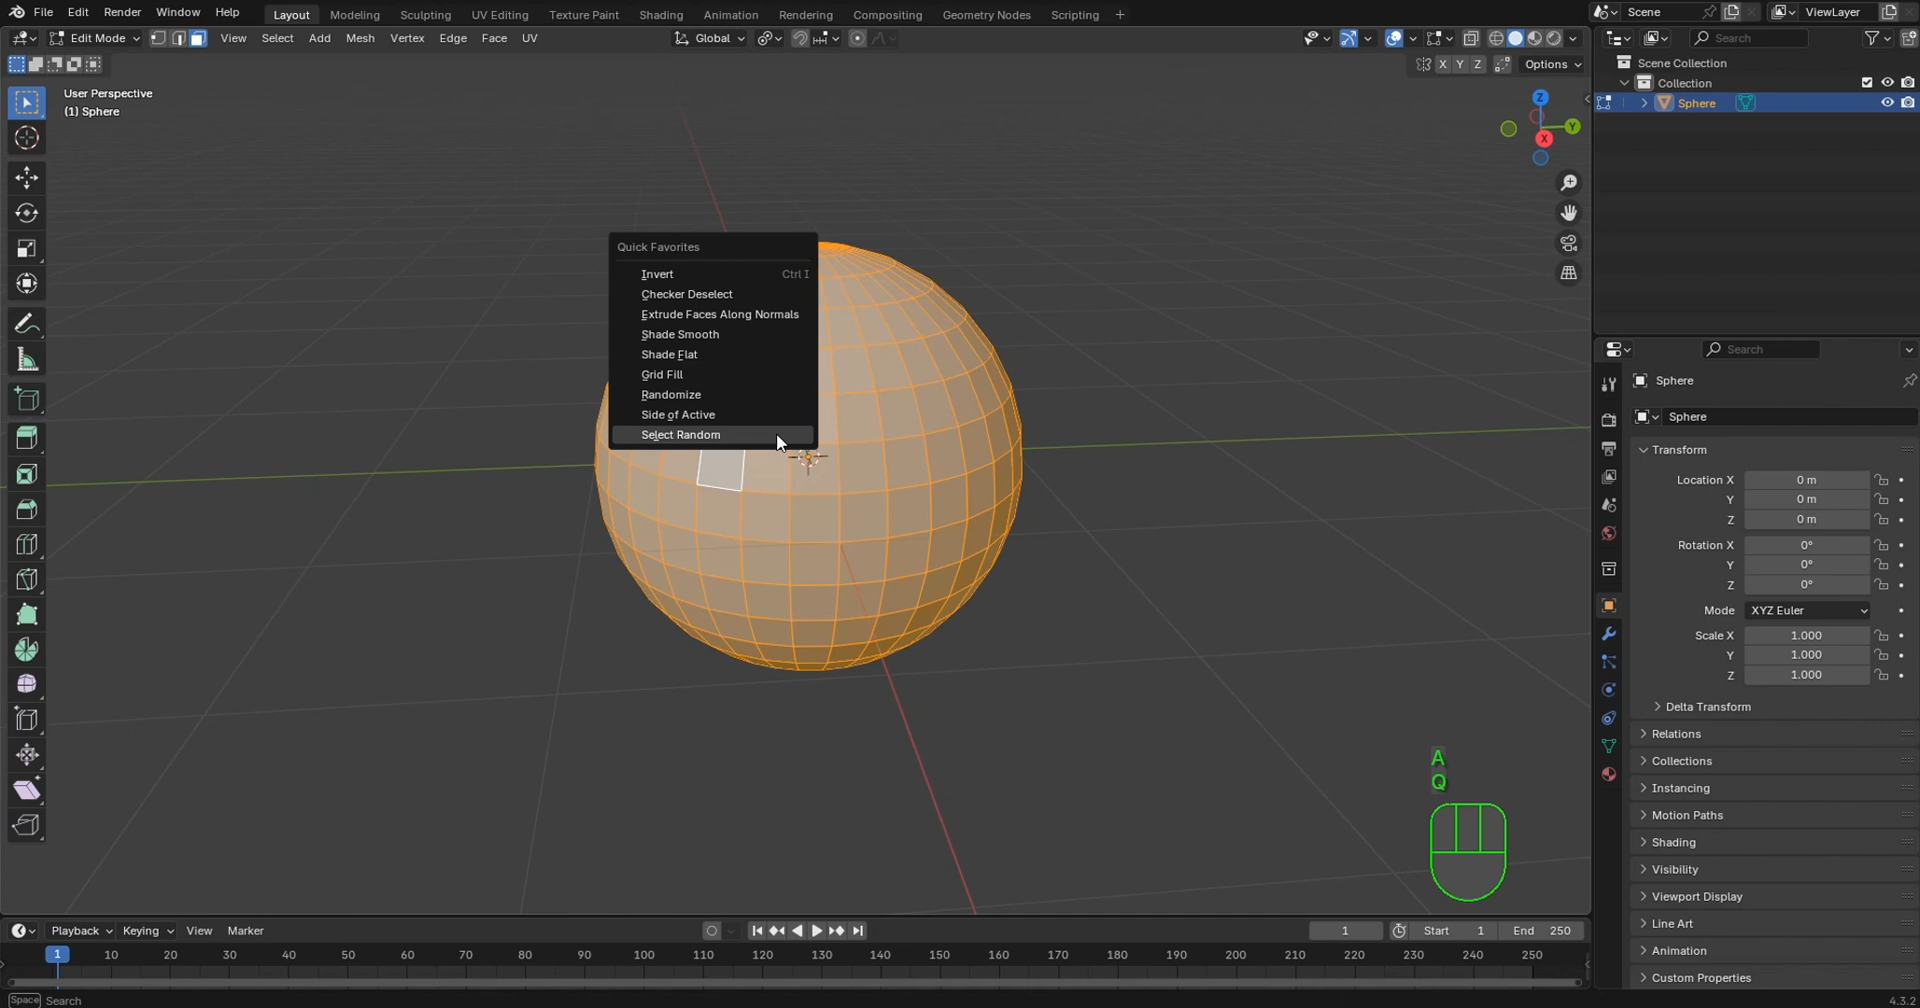 File Edit Render Window Help
Layout Modeling Sculpting UV Editing Texture Paint Shading Animation Rendering Compositing Geometry Nodes Scripting +
Scene
ViewLayer
Edit Mode View Select Add Mesh Vertex Edge Face UV
Global
Search
X Y Z Options
User Perspective
(1) Sphere
Scene Collection
Collection
Sphere
Z
Y
X
Quick Favorites
Invert Ctrl I
Checker Deselect
Extrude Faces Along Normals
Shade Smooth
Shade Flat
Grid Fill
Randomize
Side of Active
Select Random
Search
Sphere
Sphere
Transform
Location X 0 m
Y 0 m
Z 0 m
Rotation X 0°
Y 0°
Z 0°
Mode XYZ Euler
Scale X 1.000
Y 1.000
Z 1.000
Delta Transform
Relations
Collections
Instancing
Motion Paths
Shading
Visibility
Viewport Display
Line Art
Animation
Custom Properties
A
Q
Playback Keying View Marker
1 Start 1 End 250
1 10 20 30 40 50 60 70 80 90 100 110 120 130 140 150 160 170 180 190 200 210 220 230 240 250
Space Search
4.3.2